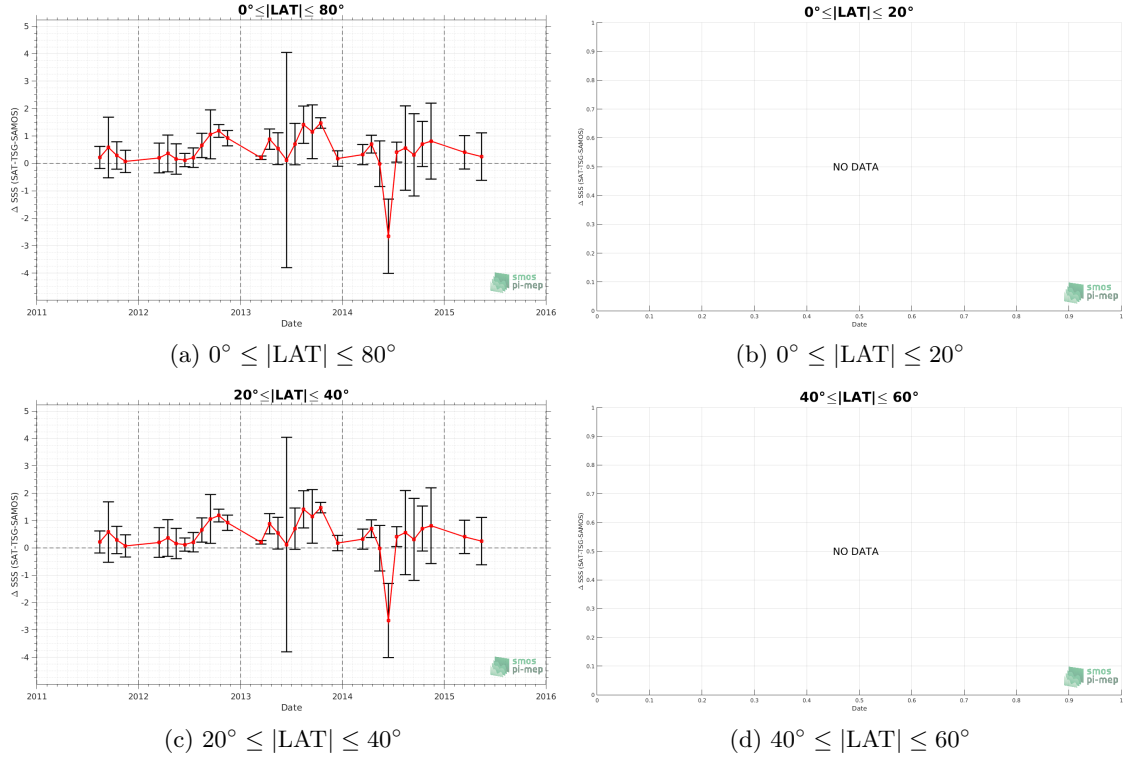 0°≤|LAT|≤ 80°
Δ SSS (SAT-TSG-SAMOS)
5
4
3
2
1
0
-1
-2
-3
-4
smos
pi-mep
2011 2012 2013 2014 2015 2016
Date
(a) 0° ≤ |LAT| ≤ 80°
0°≤|LAT|≤ 20°
Δ SSS (SAT-TSG-SAMOS)
1
0.9
0.8
0.7
0.6
0.5
0.4
0.3
0.2
0.1
0
NO DATA
smos
pi-mep
0 0.1 0.2 0.3 0.4 0.5 0.6 0.7 0.8 0.9 1
Date
(b) 0° ≤ |LAT| ≤ 20°
20°≤|LAT|≤ 40°
Δ SSS (SAT-TSG-SAMOS)
5
4
3
2
1
0
-1
-2
-3
-4
smos
pi-mep
2011 2012 2013 2014 2015 2016
Date
(c) 20° ≤ |LAT| ≤ 40°
40°≤|LAT|≤ 60°
Δ SSS (SAT-TSG-SAMOS)
1
0.9
0.8
0.7
0.6
0.5
0.4
0.3
0.2
0.1
0
NO DATA
smos
pi-mep
0 0.1 0.2 0.3 0.4 0.5 0.6 0.7 0.8 0.9 1
Date
(d) 40° ≤ |LAT| ≤ 60°